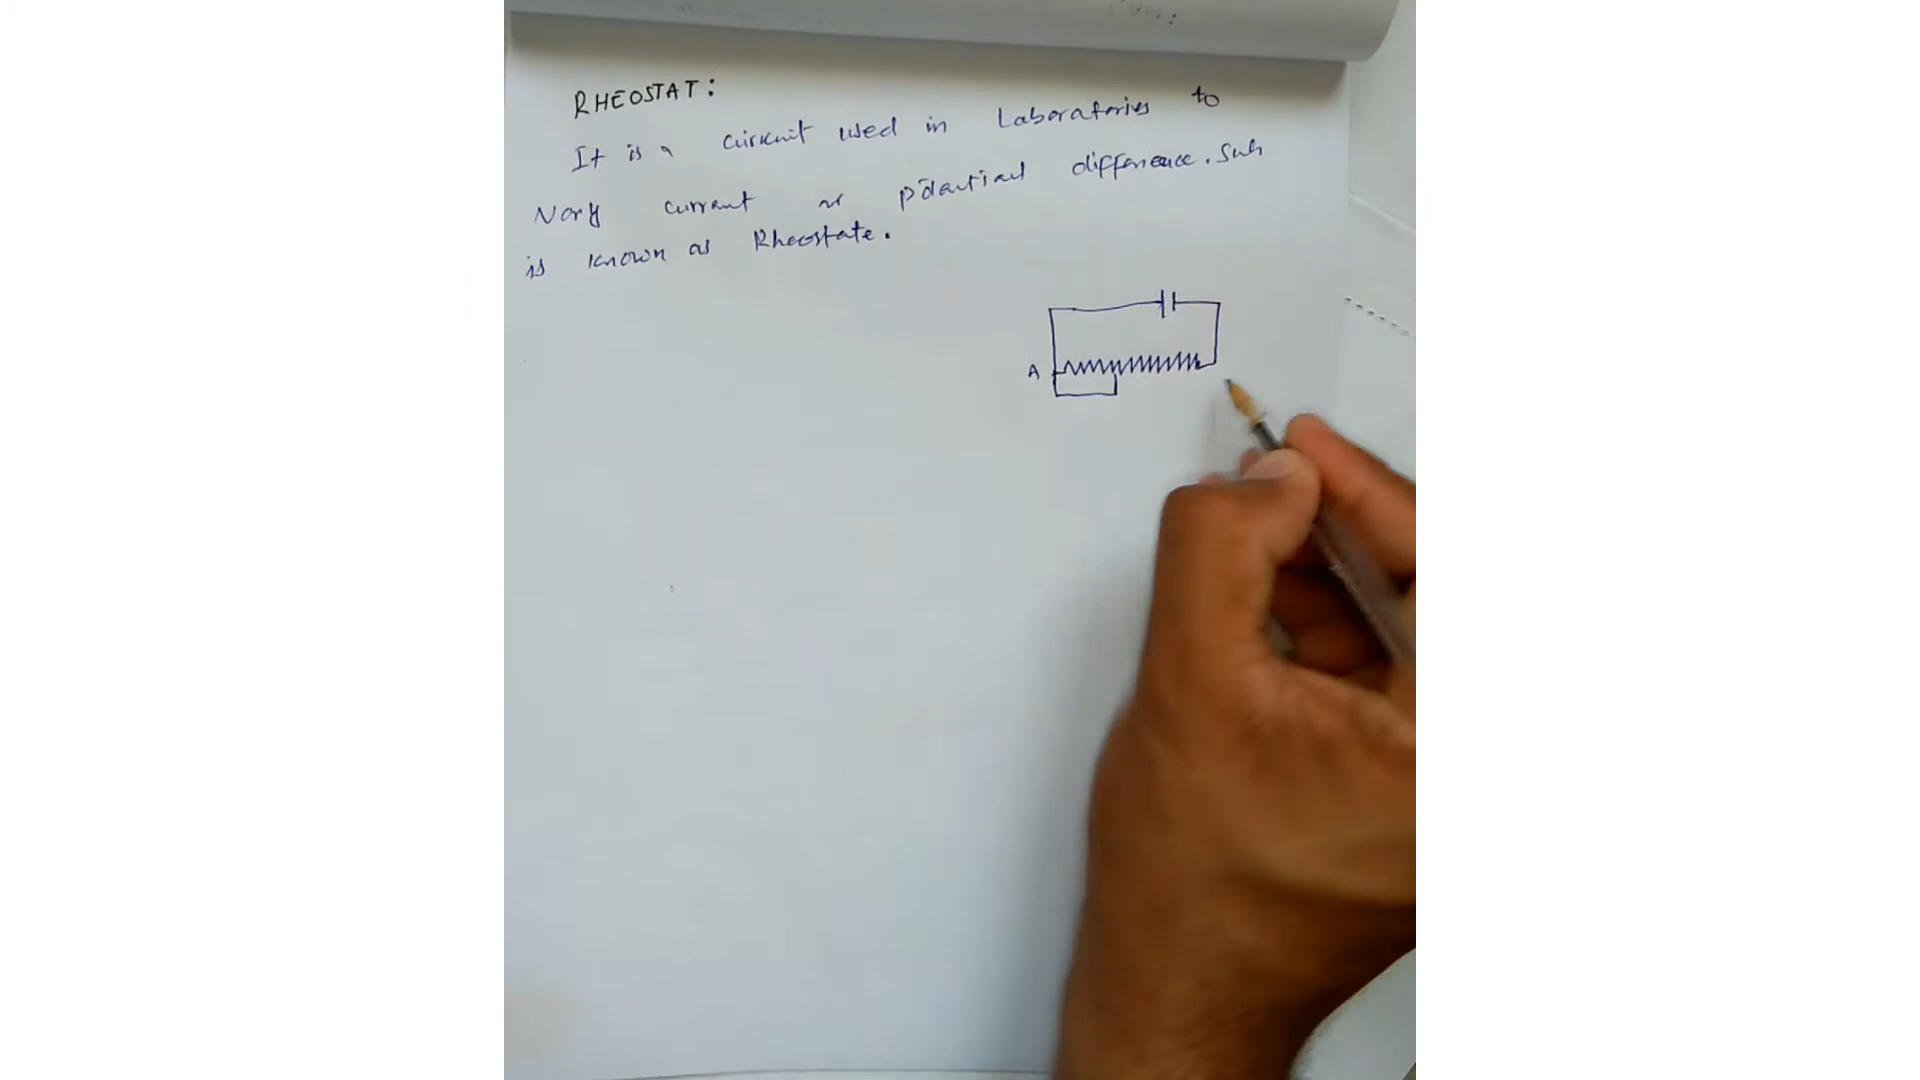 RHEOSTAT:
It is a circuit used in Laboratories to
Vary current or potential difference. Such
is known as Rheostate.
A